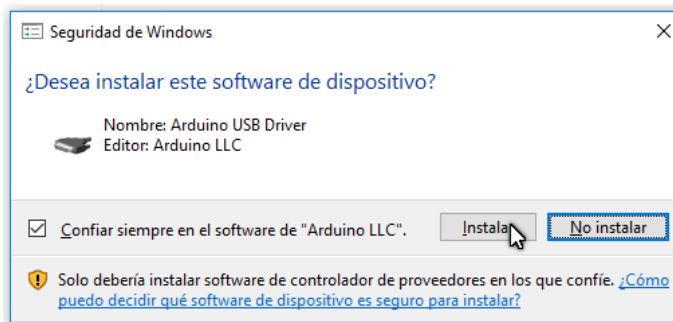 Seguridad de Windows
¿Desea instalar este software de dispositivo?
Nombre: Arduino USB Driver
Editor: Arduino LLC
Confiar siempre en el software de "Arduino LLC". Instalar No instalar
Solo debería instalar software de controlador de proveedores en los que confíe. ¿Cómo
puedo decidir qué software de dispositivo es seguro para instalar?